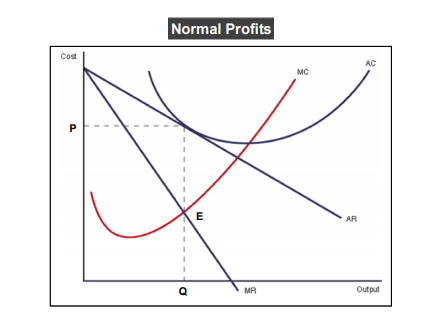 Normal Profits
Cost
AC
MC
P
E
AR
Q
MR
Output